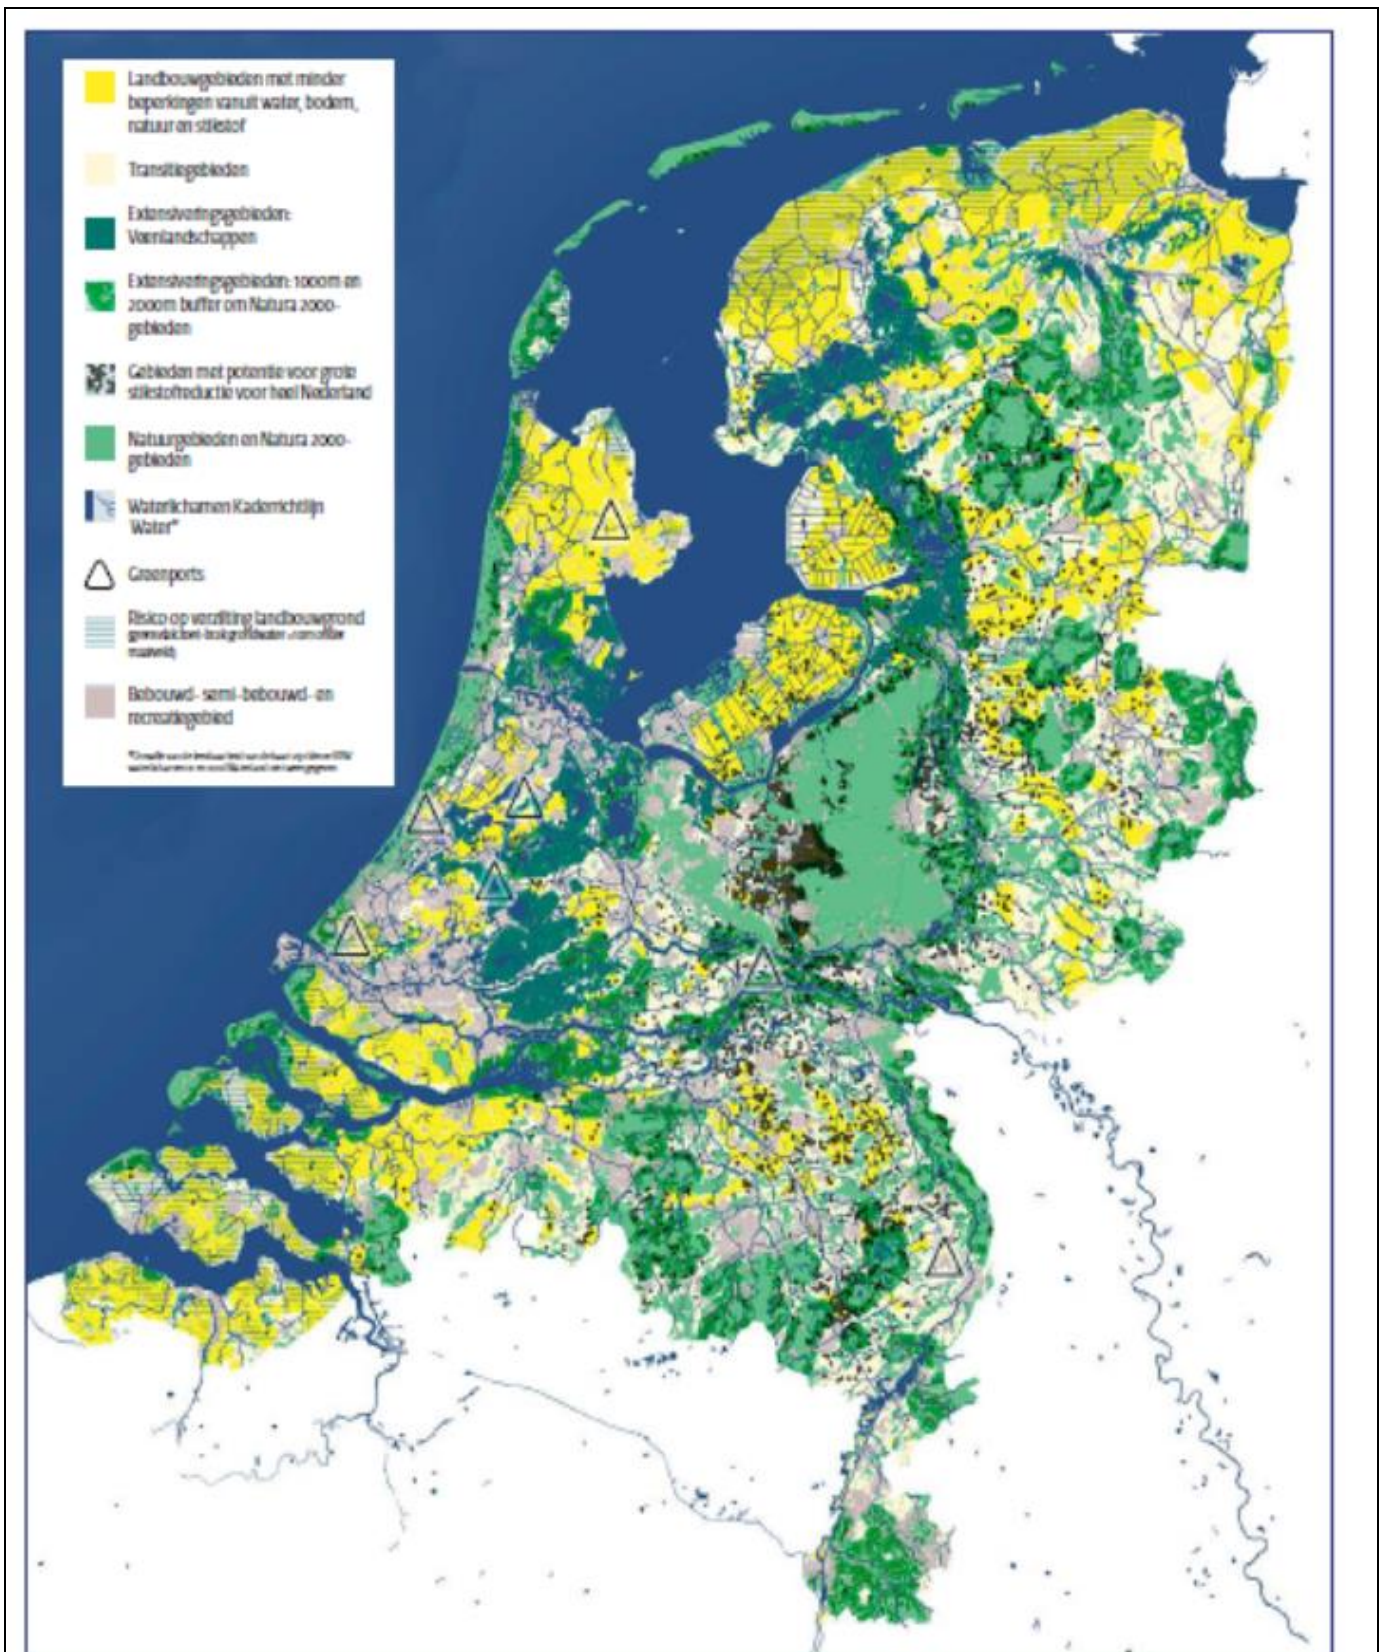 Landbouwgebieden met minder
beperkingen vanuit water, bodem,
natuur en stikstof
Transitiegebieden
Extensiveringsgebieden:
Veenlandschappen
Extensiveringsgebieden: 1000m en
2000m buffer om Natura 2000-
gebieden
Gebieden met potentie voor grote
stikstofreductie voor heel Nederland
Natuurgebieden en Natura 2000-
gebieden
Waterlichamen Kaderrichtlijn
Water*
Greenports
Risico op verzilting landbouwgrond
Bebouwd- semi-bebouwd- en
recreatiegebied